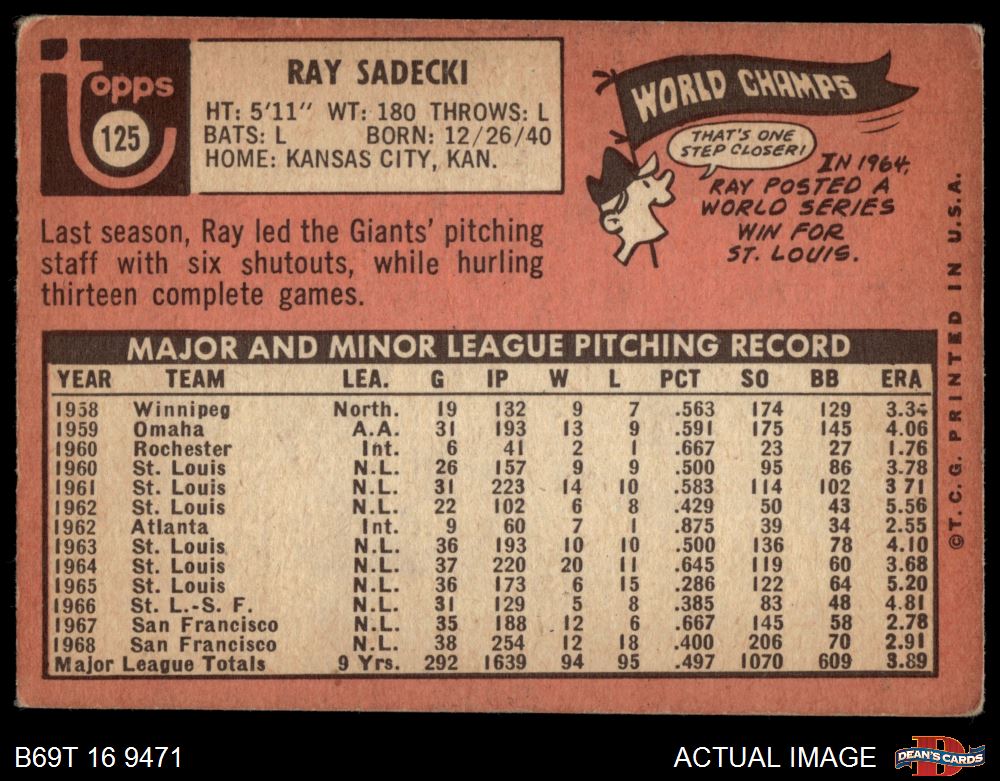 topps
125
RAY SADECKI
HT: 5'11" WT: 180 THROWS: L
BATS: L BORN: 12/26/40
HOME: KANSAS CITY, KAN.
WORLD CHAMPS
THAT'S ONE
STEP CLOSER!
IN 1964,
RAY POSTED A
WORLD SERIES
WIN FOR
ST. LOUIS.
Last season, Ray led the Giants' pitching
staff with six shutouts, while hurling
thirteen complete games.
MAJOR AND MINOR LEAGUE PITCHING RECORD
YEAR TEAM LEA. G IP W L PCT SO BB ERA
1958 Winnipeg North. 19 132 9 7 .563 174 129 3.34
1959 Omaha A.A. 31 193 13 9 .591 175 145 4.06
1960 Rochester Int. 6 41 2 1 .667 23 27 1.76
1960 St. Louis N.L. 26 157 9 9 .500 95 86 3.78
1961 St. Louis N.L. 31 223 14 10 .583 114 102 3 71
1962 St. Louis N.L. 22 102 6 8 .429 50 43 5.56
1962 Atlanta Int. 9 60 7 1 .875 39 34 2.55
1963 St. Louis N.L. 36 193 10 10 .500 136 78 4.10
1964 St. Louis N.L. 37 220 20 11 .645 119 60 3.68
1965 St. Louis N.L. 36 173 6 15 .286 122 64 5.20
1966 St. L.-S. F. N.L. 31 129 5 8 .385 83 48 4.81
1967 San Francisco N.L. 35 188 12 6 .667 145 58 2.78
1968 San Francisco N.L. 38 254 12 18 .400 206 70 2.91
Major League Totals 9 Yrs. 292 1639 94 95 .497 1070 609 3.89
©T.C.G. PRINTED IN U.S.A.
B69T 16 9471
ACTUAL IMAGE
D
DEAN'S CARDS